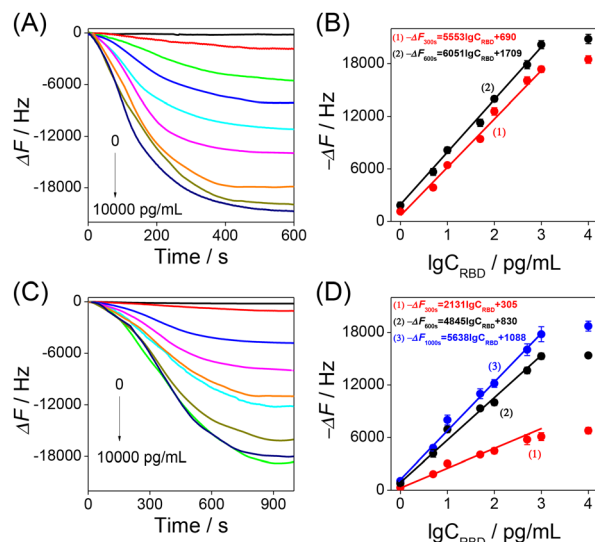 (A)
0
-6000
-12000
-18000
ΔF / Hz
0
10000 pg/mL
0 200 400 600
Time / s
(B)
(1) −ΔF300s=5553lgCRBD+690
(2) −ΔF600s=6051lgCRBD+1709
18000
12000
6000
0
−ΔF / Hz
(2)
(1)
0 1 2 3 4
lgCRBD / pg/mL
(C)
0
-6000
-12000
-18000
ΔF / Hz
0
10000 pg/mL
0 300 600 900
Time / s
(D)
(1) −ΔF300s=2131lgCRBD+305
(2) −ΔF600s=4845lgCRBD+830
(3) −ΔF1000s=5638lgCRBD+1088
18000
12000
6000
0
−ΔF / Hz
(3)
(2)
(1)
0 1 2 3 4
lgCRBD / pg/mL